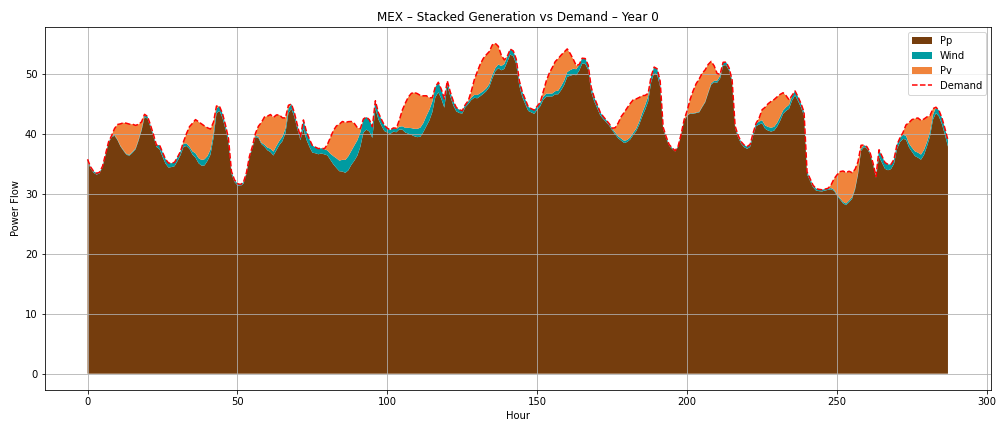 MEX – Stacked Generation vs Demand – Year 0
Pp
Wind
Pv
Demand
Power Flow
50
40
30
20
10
0
0 50 100 150 200 250 300
Hour